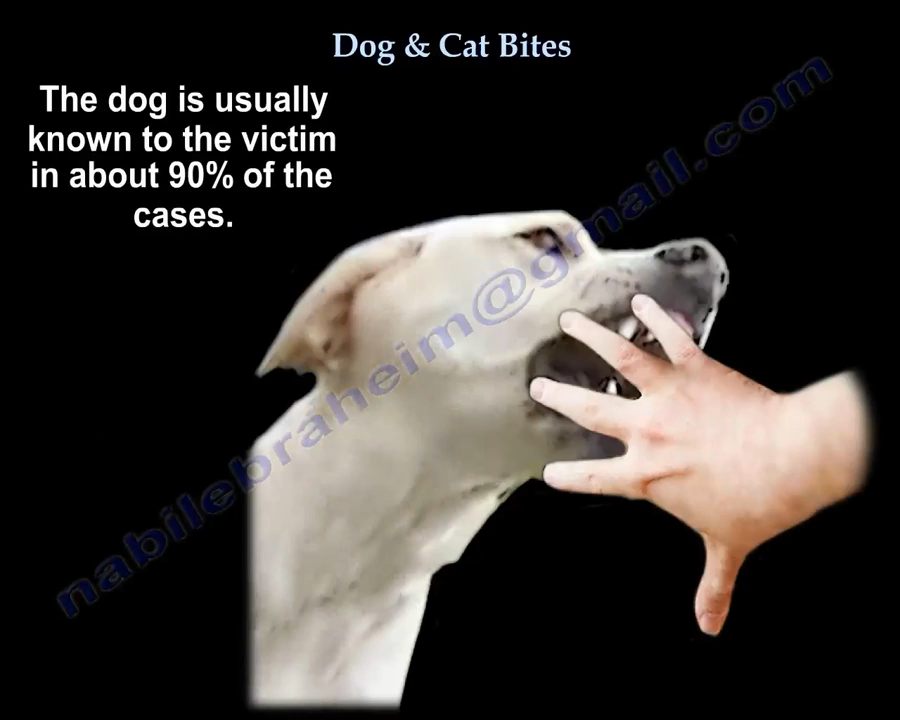 Dog & Cat Bites
The dog is usually
known to the victim
in about 90% of the
cases.
nabilebraheim@gmail.com